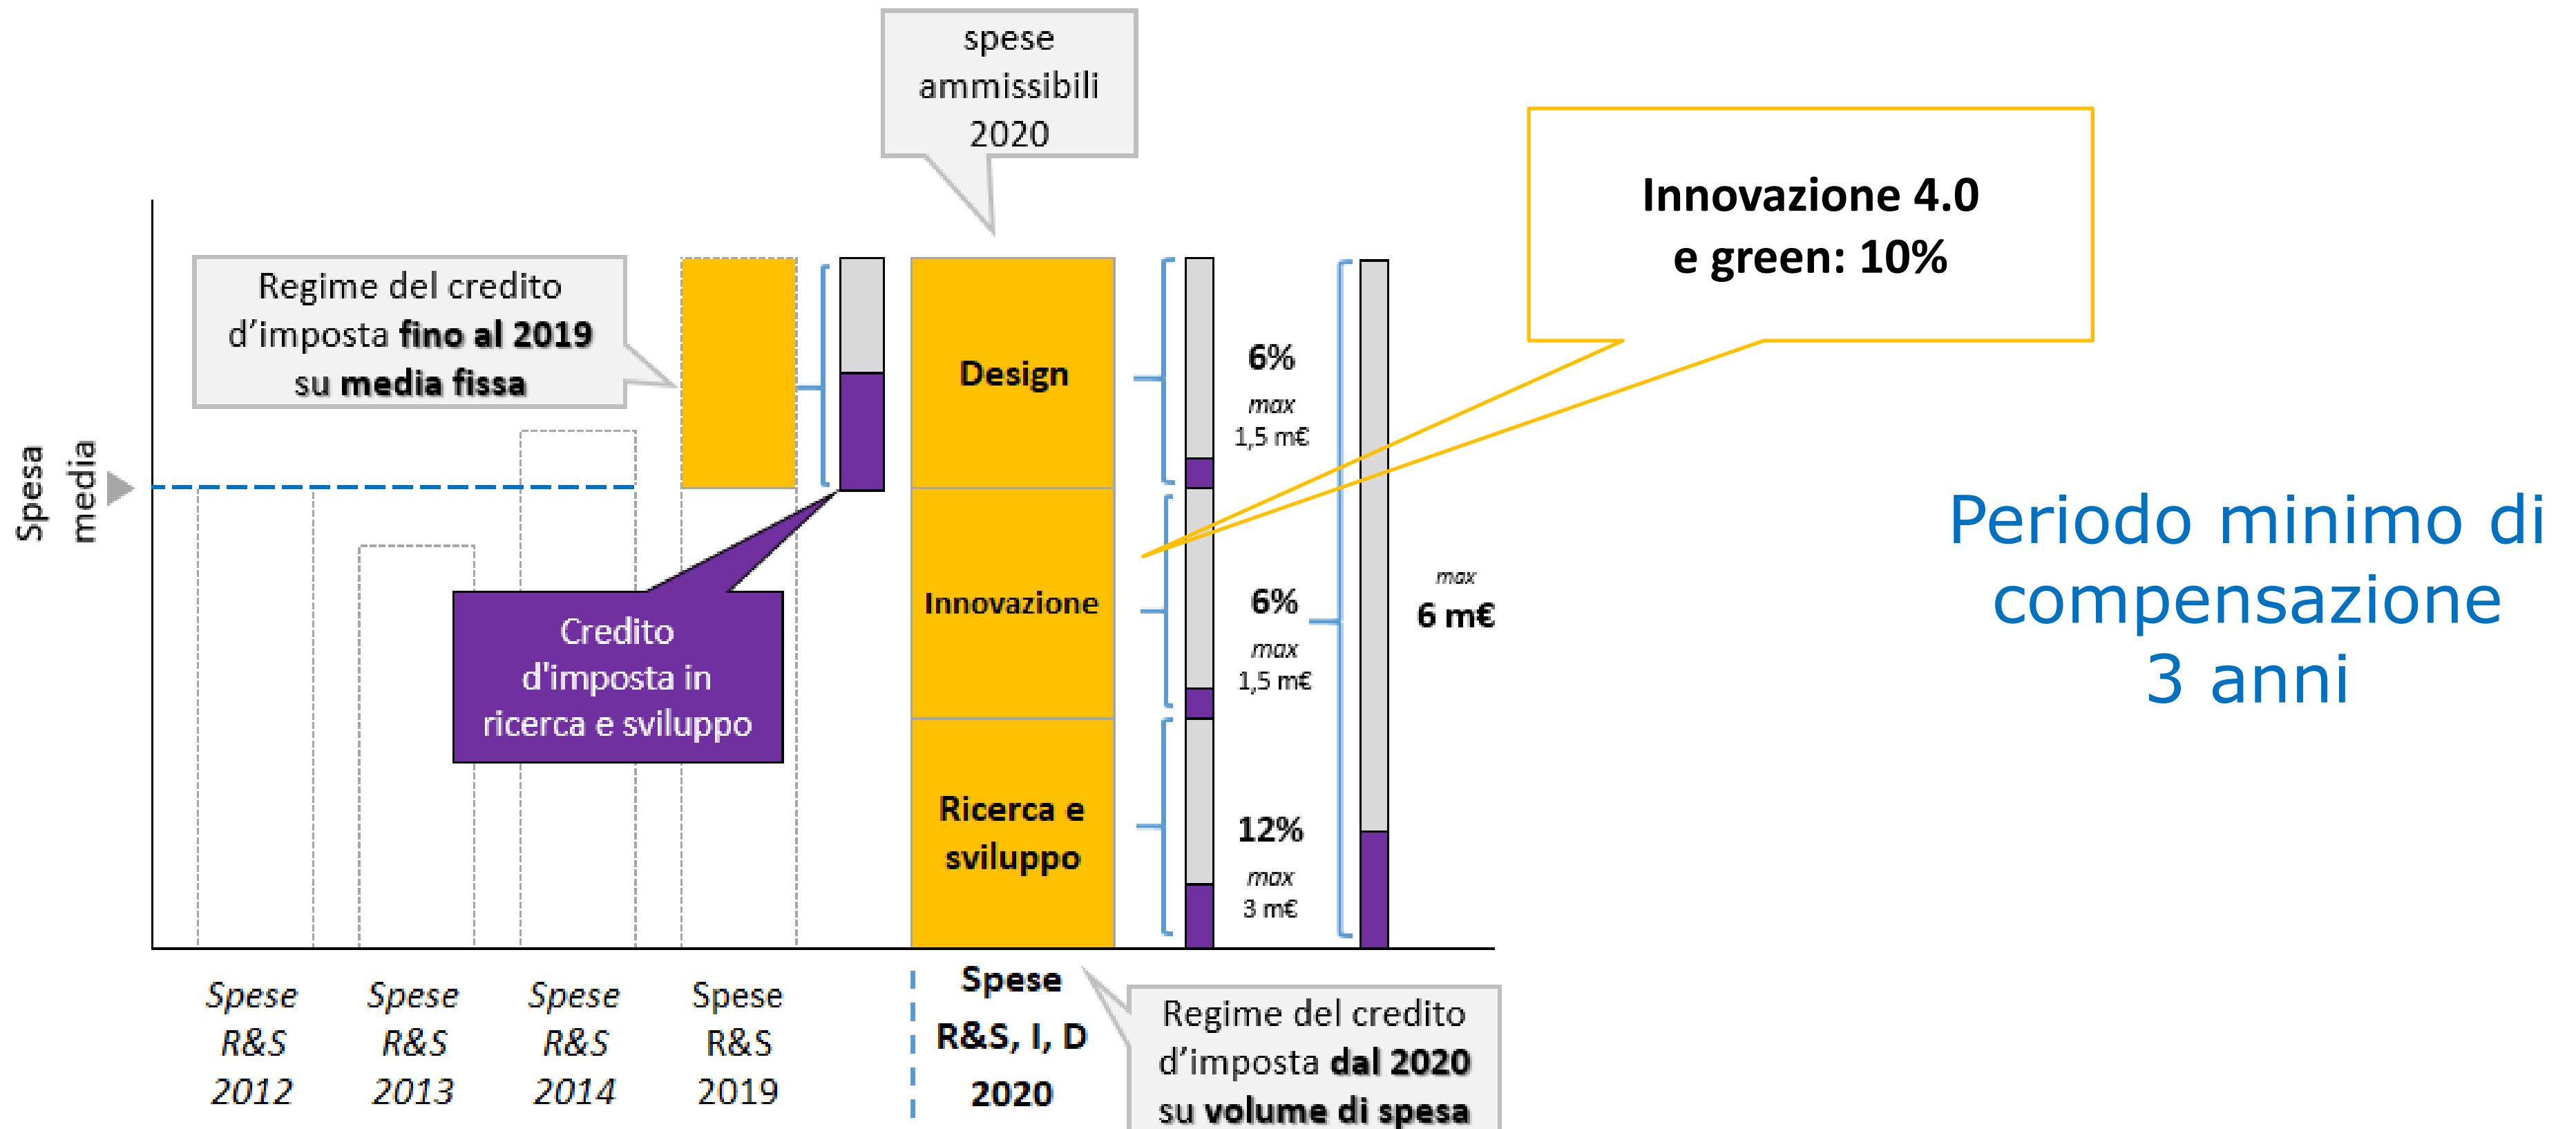 spese
ammissibili
2020
Innovazione 4.0
e green: 10%
Regime del credito
d’imposta fino al 2019
su media fissa
Spesa
media
Design
6%
max
1,5 m€
Innovazione
6%
max
1,5 m€
max
6 m€
Periodo minimo di
compensazione
3 anni
Credito
d'imposta in
ricerca e sviluppo
Ricerca e
sviluppo
12%
max
3 m€
Spese
R&S
2012
Spese
R&S
2013
Spese
R&S
2014
Spese
R&S
2019
Spese
R&S, I, D
2020
Regime del credito
d’imposta dal 2020
su volume di spesa